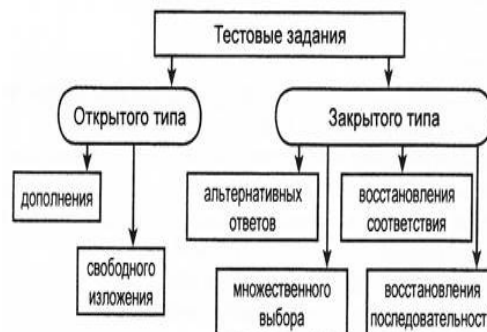 Тестовые задания
Открытого типа
Закрытого типа
дополнения
альтернативных
ответов
восстановления
соответствия
свободного
изложения
множественного
выбора
восстановления
последовательност